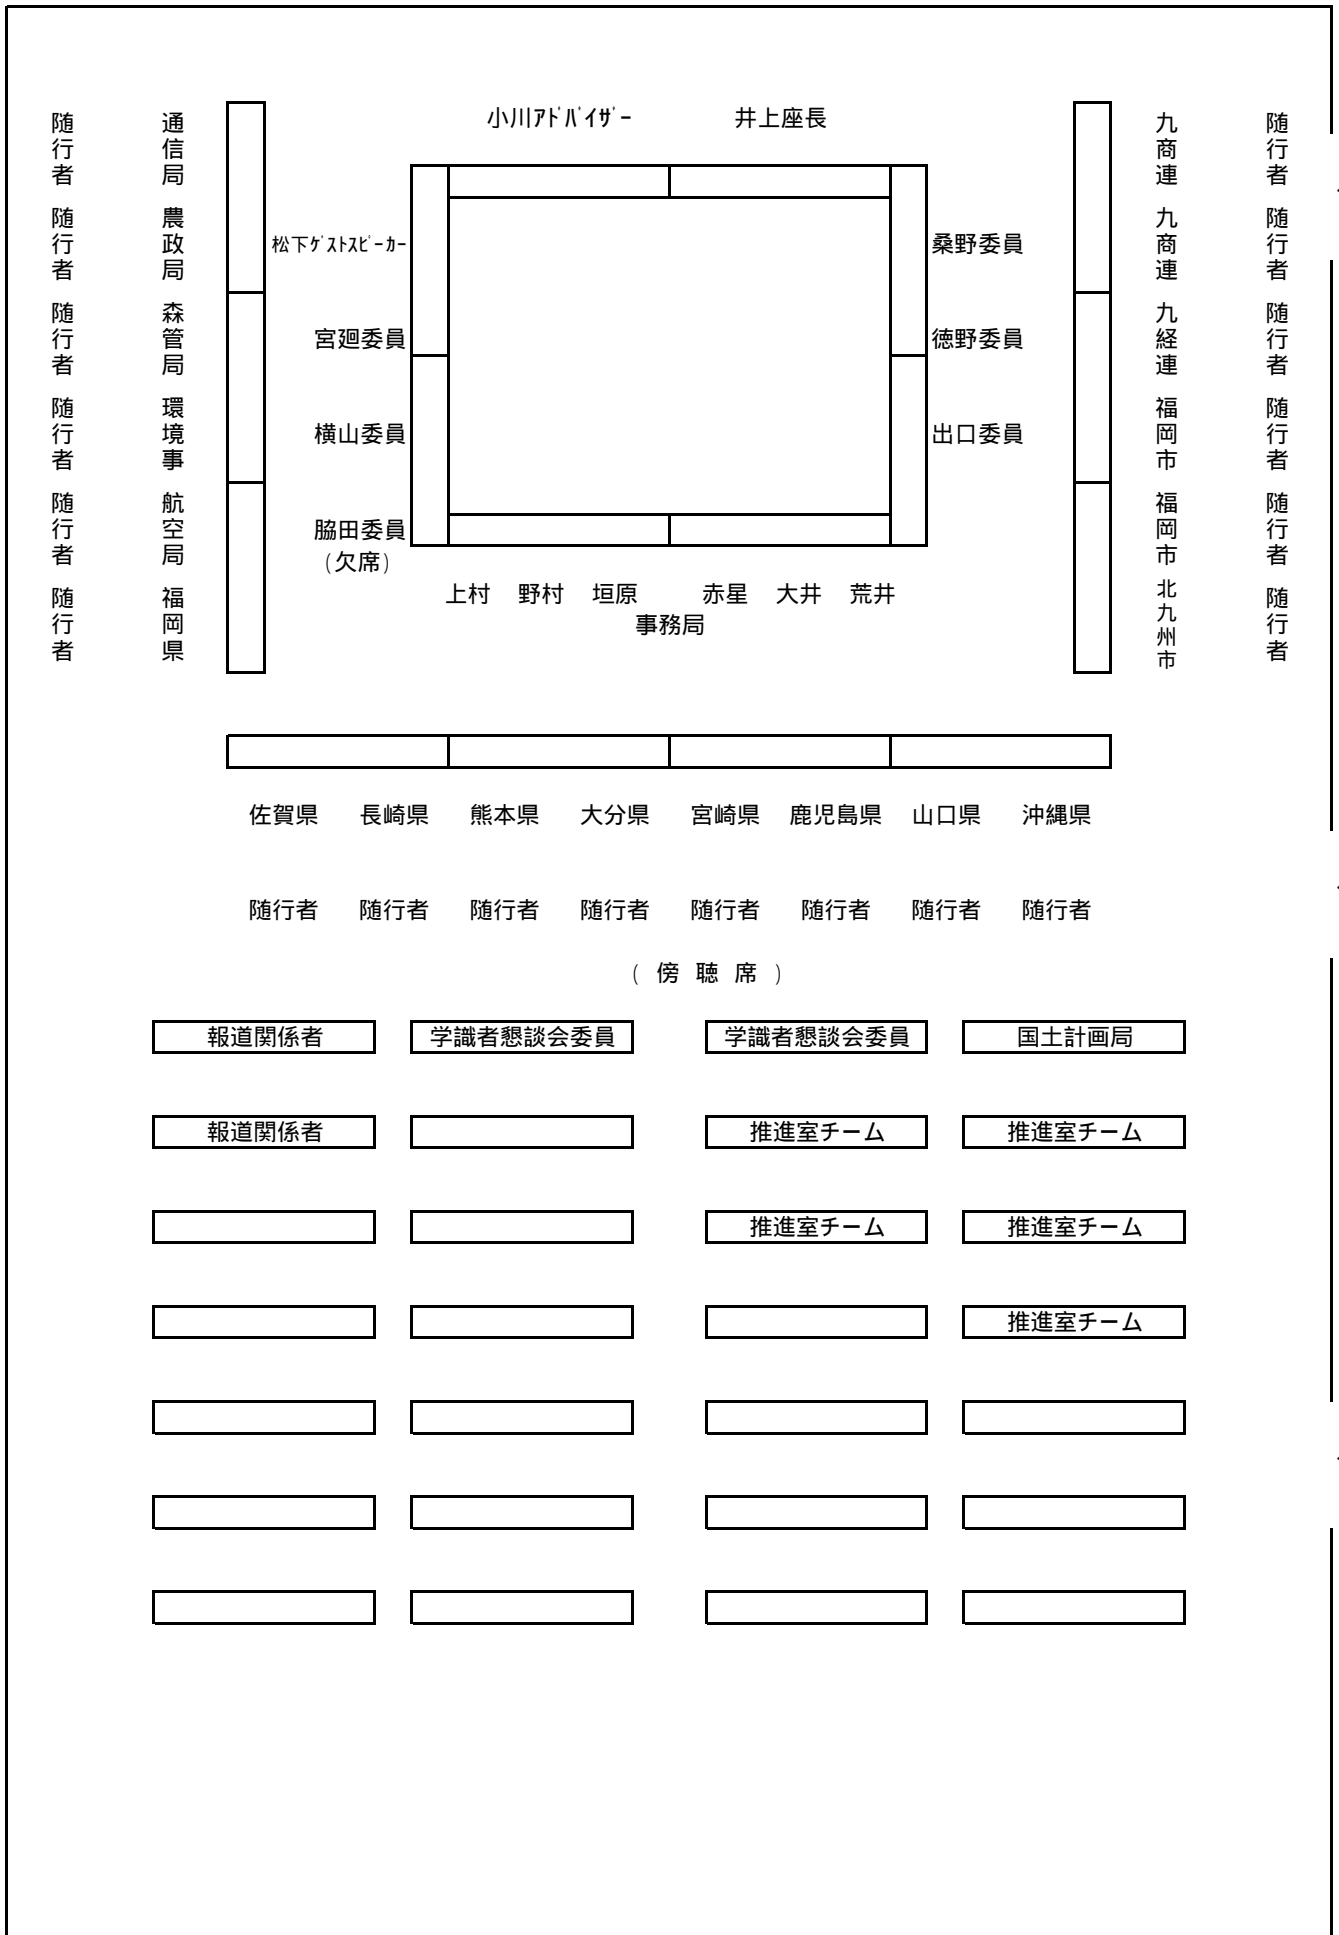 小川ｱﾄﾞﾊﾞｲｻﾞｰ 井上座長
随行者 通信局 九商連 随行者
随行者 農政局 松下ｹﾞｽﾄｽﾋﾟｰｶｰ 桑野委員 九商連 随行者
随行者 森管局 宮廻委員 徳野委員 九経連 随行者
随行者 環境事 横山委員 出口委員 福岡市 随行者
随行者 航空局 脇田委員 福岡市 随行者
(欠席)
随行者 福岡県 上村 野村 垣原 赤星 大井 荒井 北九州市 随行者
事務局
佐賀県 長崎県 熊本県 大分県 宮崎県 鹿児島県 山口県 沖縄県
随行者 随行者 随行者 随行者 随行者 随行者 随行者 随行者
( 傍 聴 席 )
報道関係者 学識者懇談会委員 学識者懇談会委員 国土計画局
報道関係者 推進室チーム 推進室チーム
推進室チーム 推進室チーム
推進室チーム